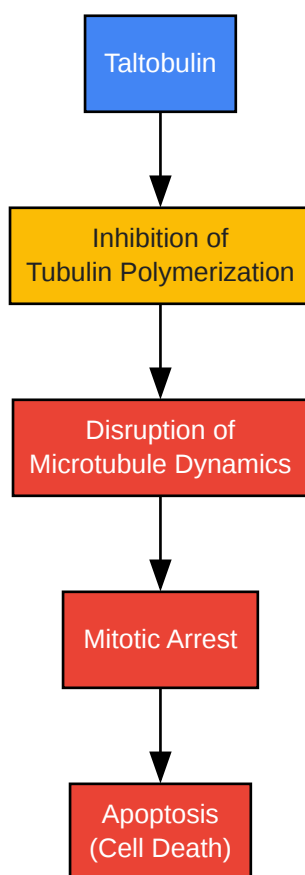 Taltobulin
Inhibition of
Tubulin Polymerization
Disruption of
Microtubule Dynamics
Mitotic Arrest
Apoptosis
(Cell Death)